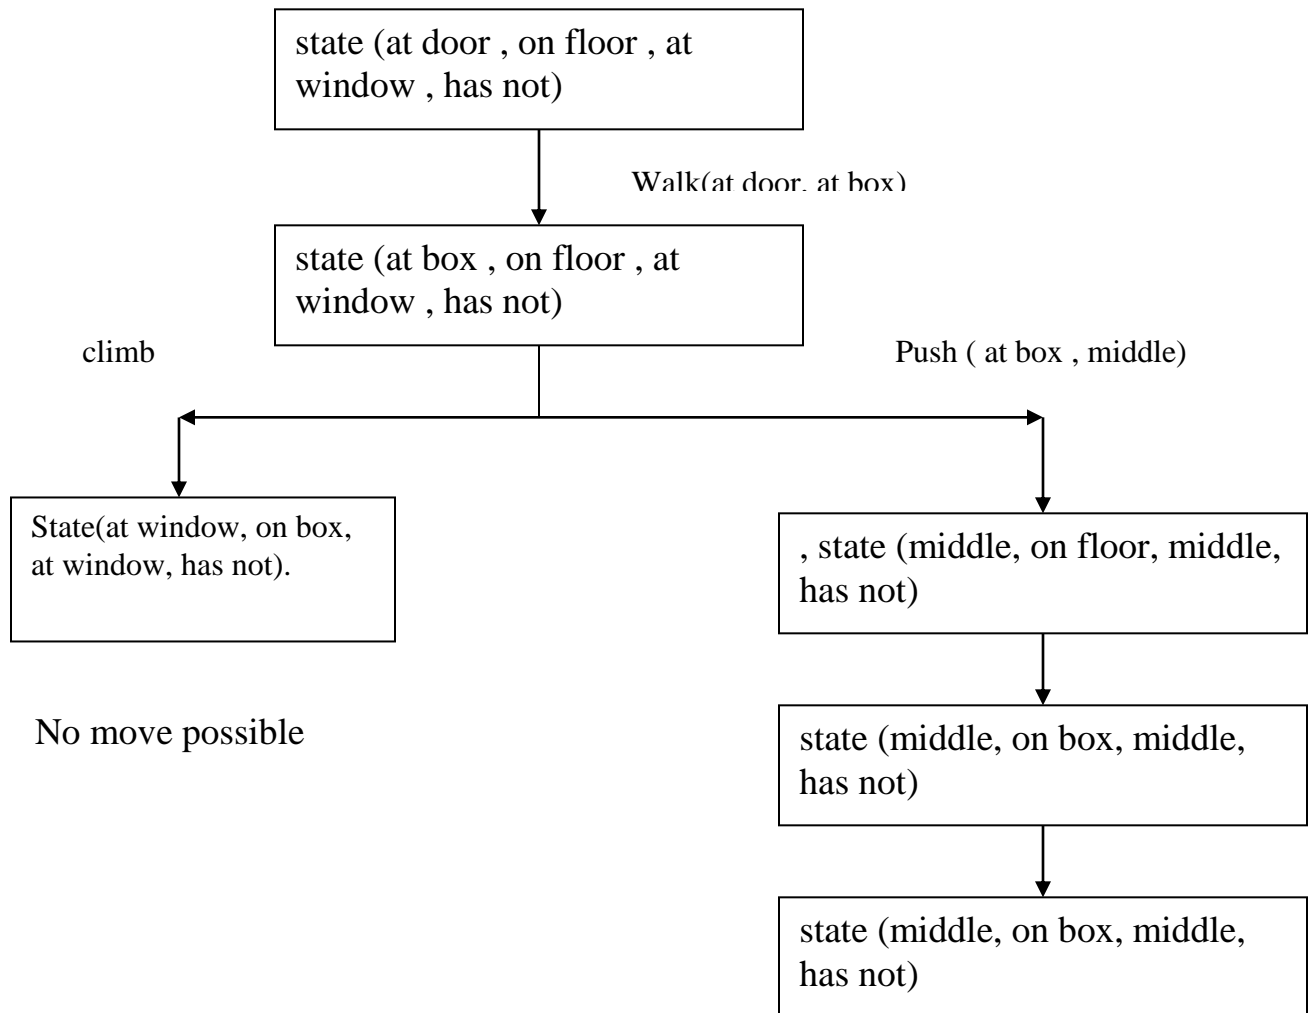 state (at door , on floor , at
window , has not)
Walk(at door, at box)
state (at box , on floor , at
window , has not)
climb
Push ( at box , middle)
State(at window, on box,
at window, has not).
, state (middle, on floor, middle,
has not)
No move possible
state (middle, on box, middle,
has not)
state (middle, on box, middle,
has not)